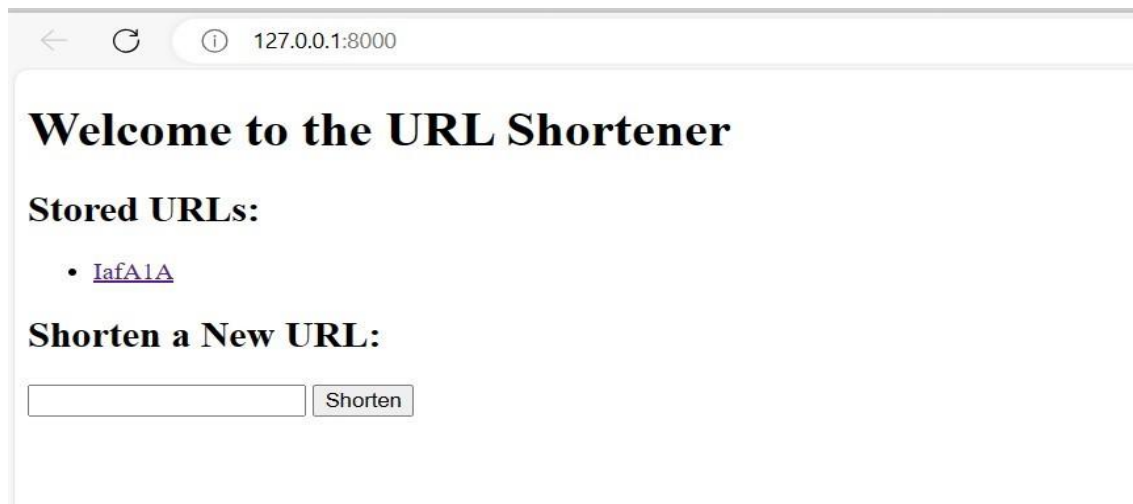 127.0.0.1:8000
Welcome to the URL Shortener
Stored URLs:
• IafA1A
Shorten a New URL:
Shorten